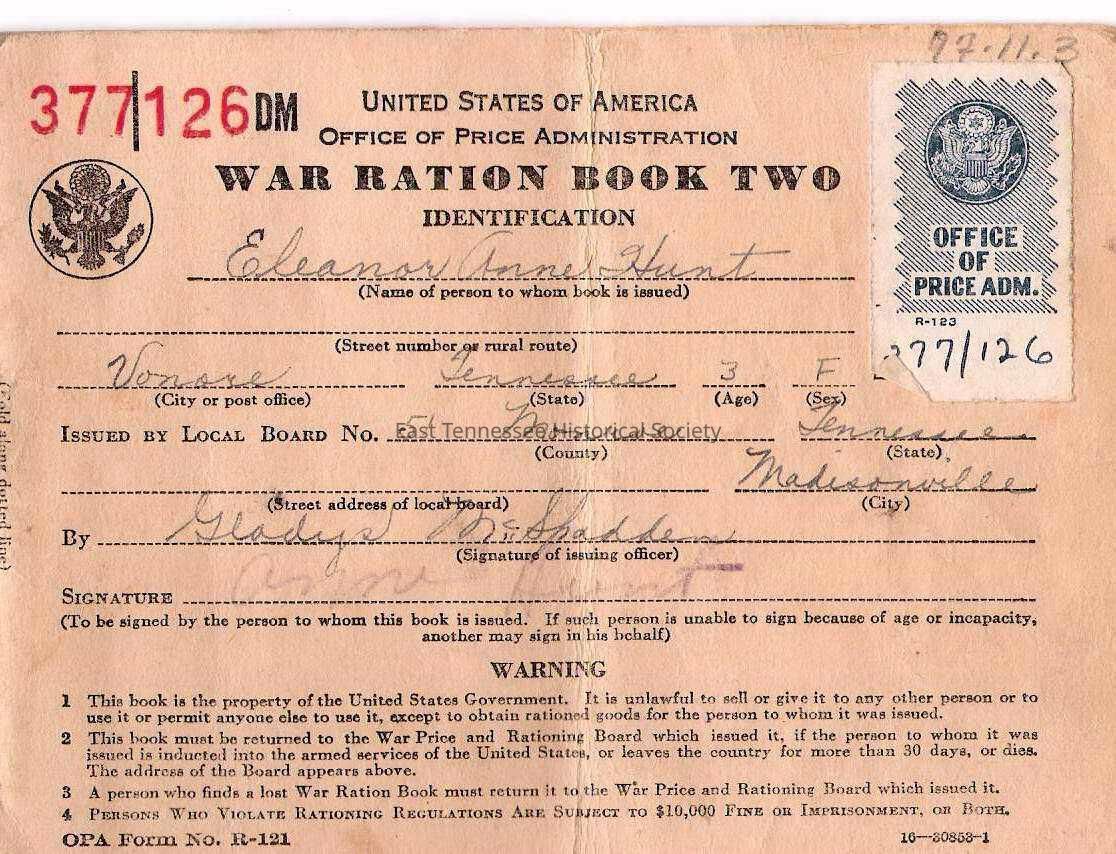 77.11.3
377126DM
UNITED STATES OF AMERICA
OFFICE OF PRICE ADMINISTRATION
WAR RATION BOOK TWO
IDENTIFICATION
OFFICE
OF
PRICE ADM.
R-123
377/126
Eleanor Anne Hunt
(Name of person to whom book is issued)
(Street number or rural route)
Vonore Tennessee 3 F
(City or post office) (State) (Age) (Sex)
ISSUED BY LOCAL BOARD NO. Monroe Tennessee
East Tennessee Historical Society
(County) (State)
Madisonville
(Street address of local board) (City)
By Gladys McSpadden
(Signature of issuing officer)
SIGNATURE Ann Hunt
(To be signed by the person to whom this book is issued. If such person is unable to sign because of age or incapacity,
another may sign in his behalf)
WARNING
1 This book is the property of the United States Government. It is unlawful to sell or give it to any other person or to
use it or permit anyone else to use it, except to obtain rationed goods for the person to whom it was issued.
2 This book must be returned to the War Price and Rationing Board which issued it, if the person to whom it was
issued is inducted into the armed services of the United States, or leaves the country for more than 30 days, or dies.
The address of the Board appears above.
3 A person who finds a lost War Ration Book must return it to the War Price and Rationing Board which issued it.
4 PERSONS WHO VIOLATE RATIONING REGULATIONS ARE SUBJECT TO $10,000 FINE OR IMPRISONMENT, OR BOTH.
OPA Form No. R-121 16—30853-1